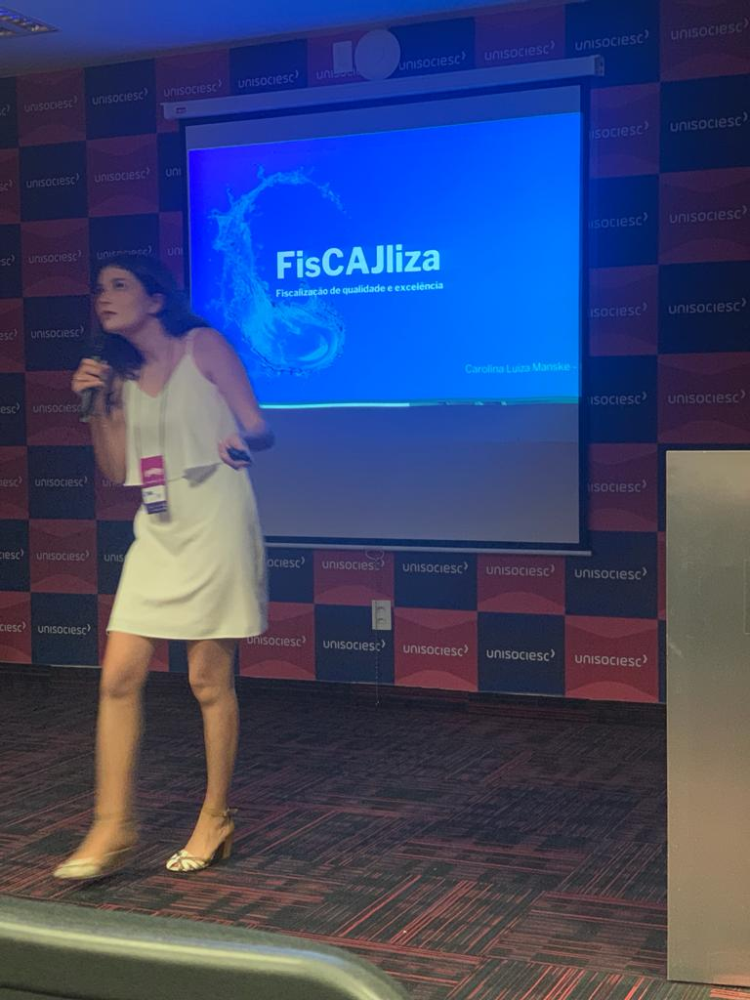 unisociesc
FisCAJliza
Fiscalização de qualidade e excelência
Carolina Luiza Manske -